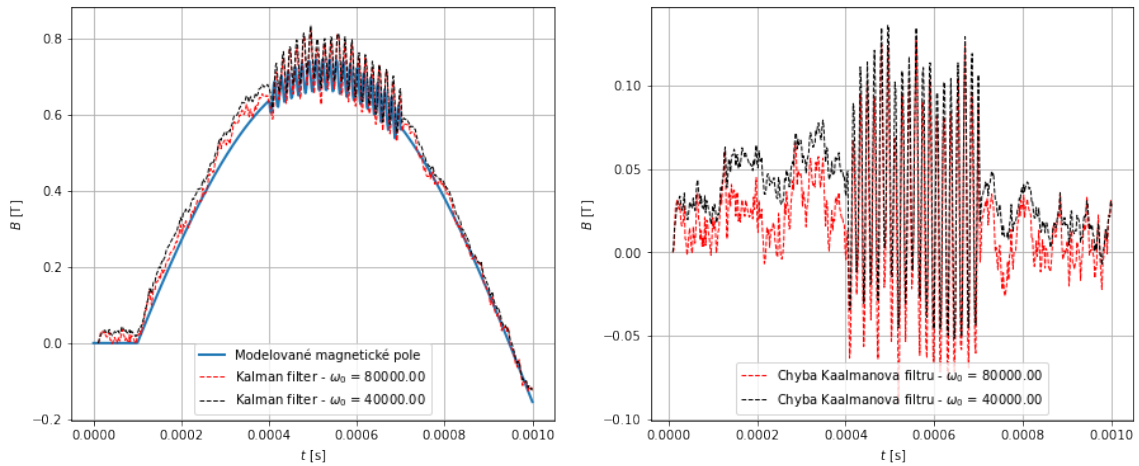 0.8
0.6
0.4
0.2
0.0
−0.2
B [T]
0.0000 0.0002 0.0004 0.0006 0.0008 0.0010
t [s]
Modelované magnetické pole
Kalman filter - ω₀ = 80000.00
Kalman filter - ω₀ = 40000.00
0.10
0.05
0.00
−0.05
−0.10
B [T]
0.0000 0.0002 0.0004 0.0006 0.0008 0.0010
t [s]
Chyba Kaalmanova filtru - ω₀ = 80000.00
Chyba Kaalmanova filtru - ω₀ = 40000.00